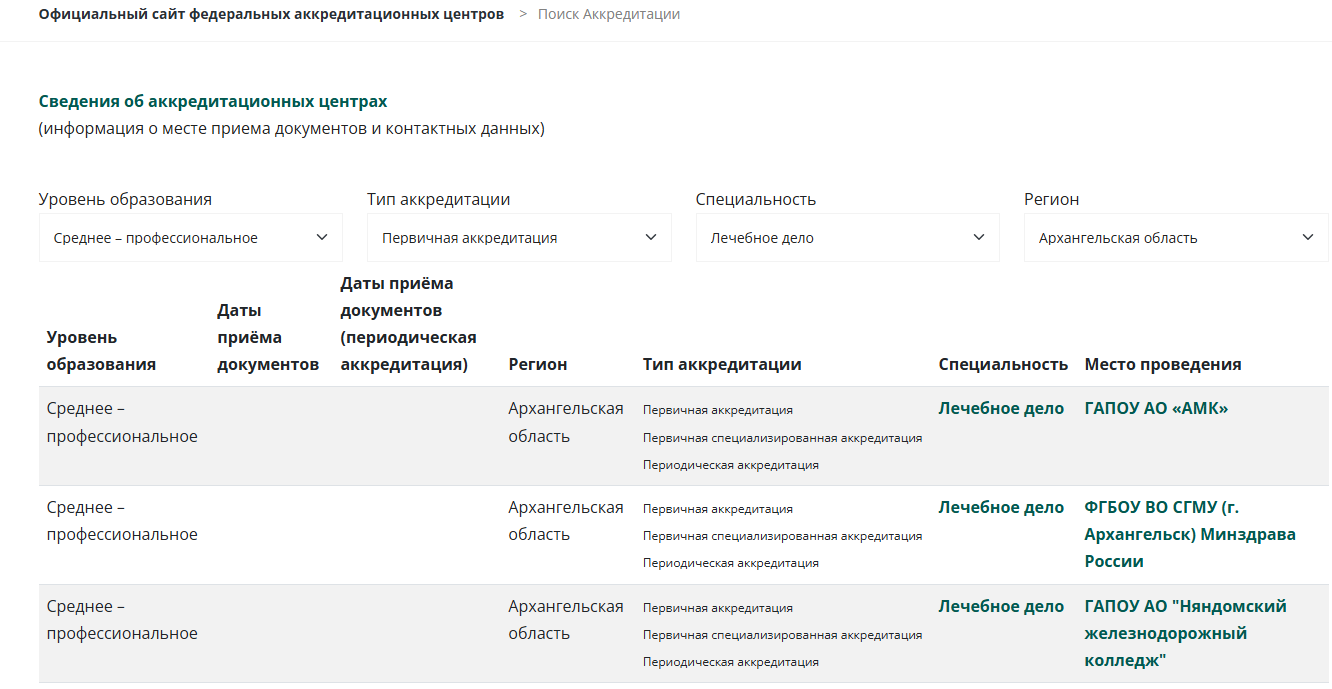 Официальный сайт федеральных аккредитационных центров > Поиск Аккредитации
Сведения об аккредитационных центрах
(информация о месте приема документов и контактных данных)
Уровень образования
Тип аккредитации
Специальность
Регион
Среднее – профессиональное
Первичная аккредитация
Лечебное дело
Архангельская область
Уровень
образования
Даты
приёма
документов
Даты приёма
документов
(периодическая
аккредитация)
Регион
Тип аккредитации
Специальность
Место проведения
Среднее –
профессиональное
Архангельская
область
Первичная аккредитация
Первичная специализированная аккредитация
Периодическая аккредитация
Лечебное дело
ГАПОУ АО «АМК»
Среднее –
профессиональное
Архангельская
область
Первичная аккредитация
Первичная специализированная аккредитация
Периодическая аккредитация
Лечебное дело
ФГБОУ ВО СГМУ (г.
Архангельск) Минздрава
России
Среднее –
профессиональное
Архангельская
область
Первичная аккредитация
Первичная специализированная аккредитация
Периодическая аккредитация
Лечебное дело
ГАПОУ АО "Няндомский
железнодорожный
колледж"